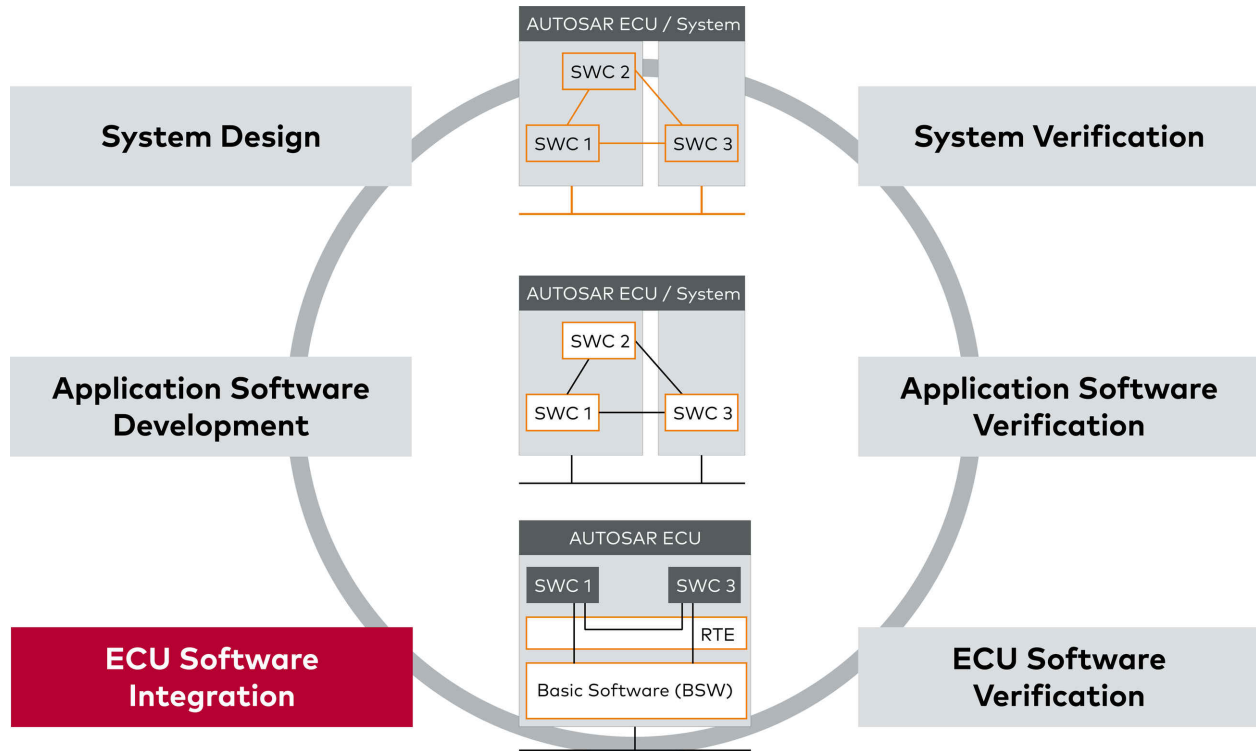 AUTOSAR ECU / System
SWC 2
System Design
SWC 1
SWC 3
System Verification
AUTOSAR ECU / System
SWC 2
Application Software
Development
SWC 1
SWC 3
Application Software
Verification
AUTOSAR ECU
SWC 1
SWC 3
RTE
ECU Software
Integration
Basic Software (BSW)
ECU Software
Verification